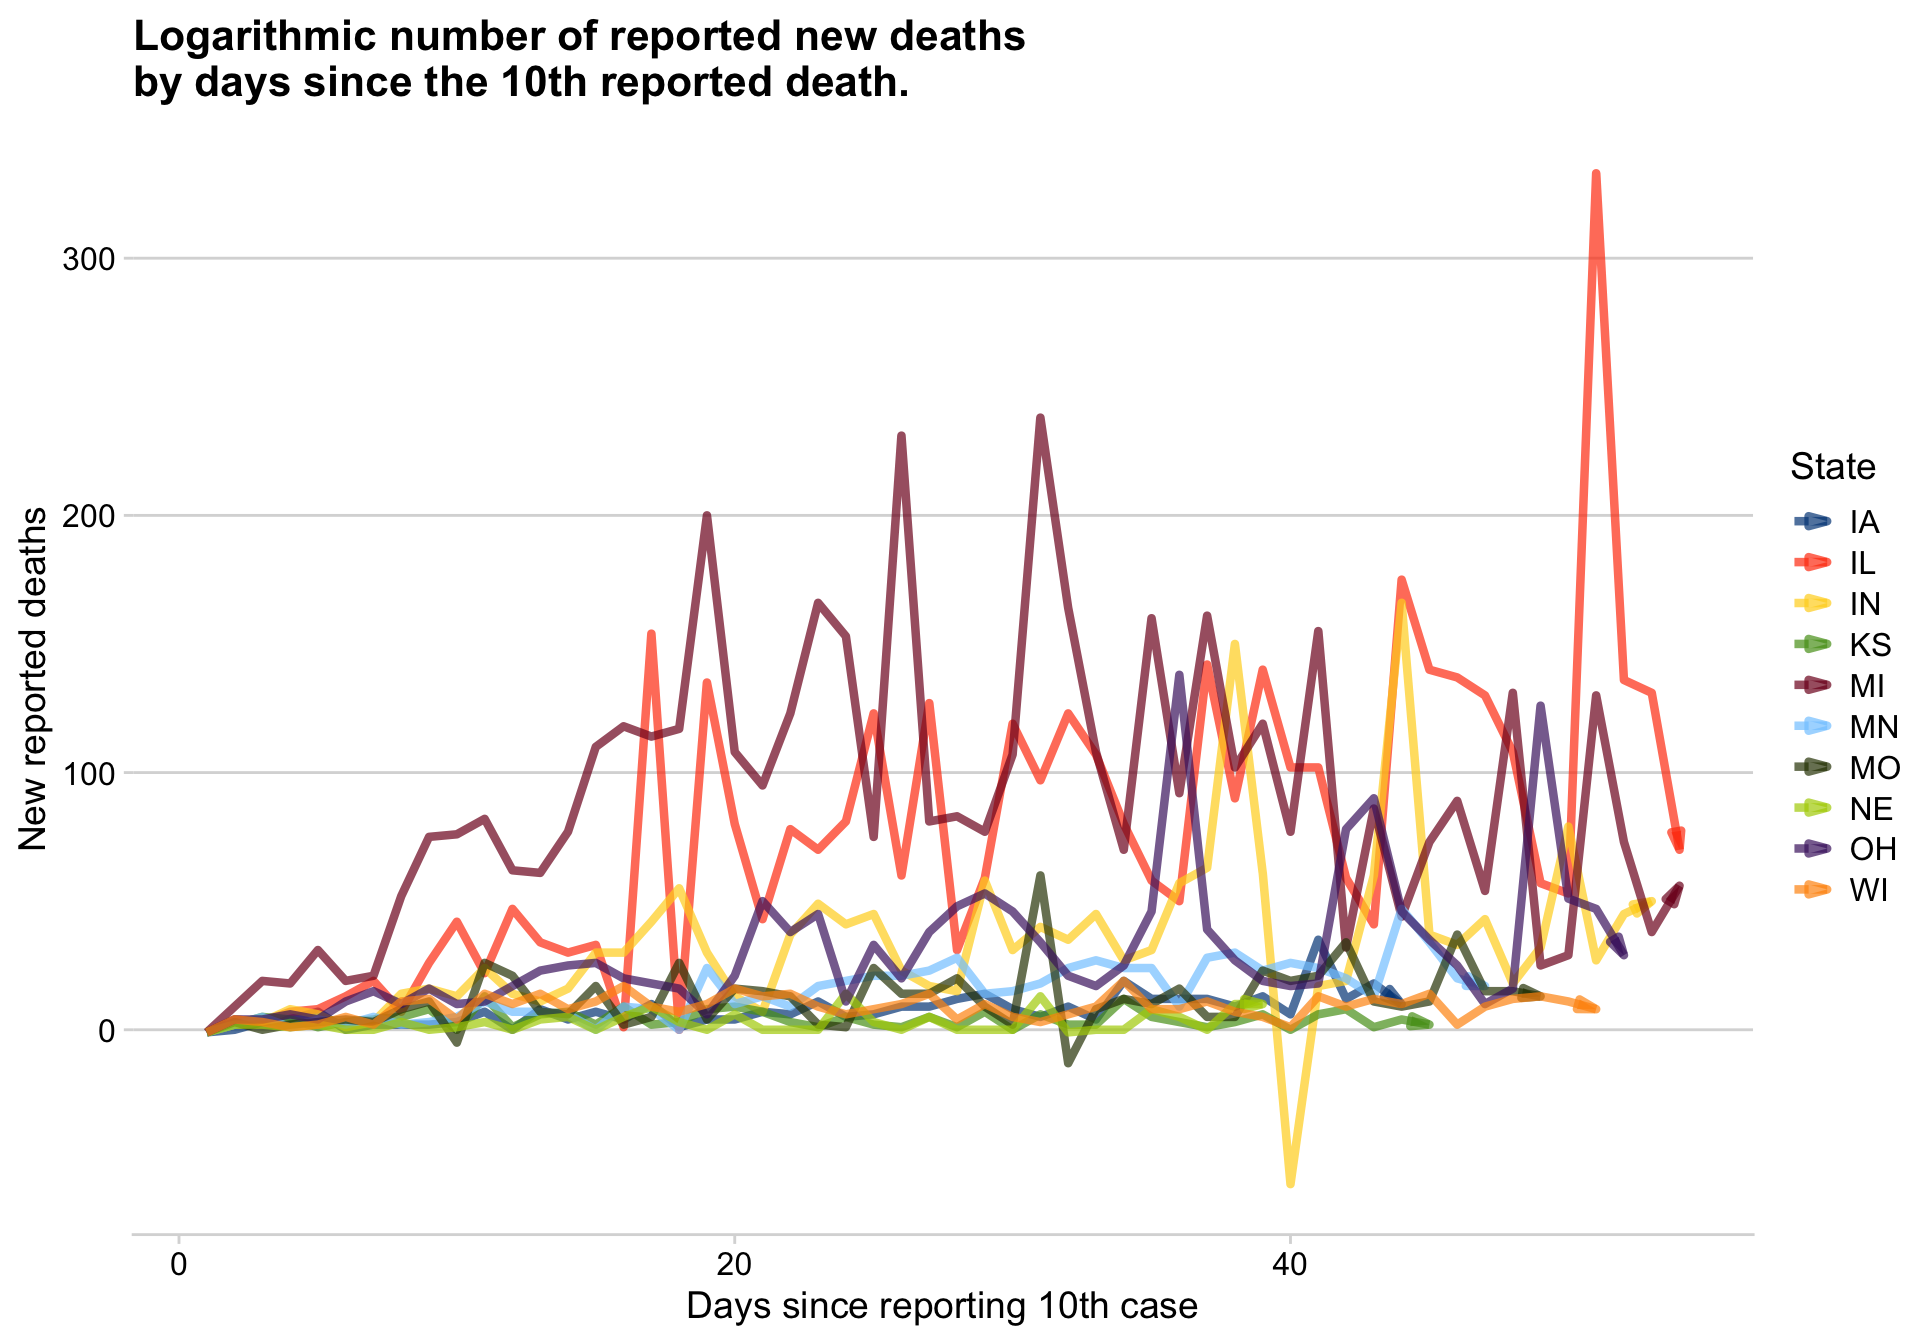 Logarithmic number of reported new deaths
by days since the 10th reported death.
New reported deaths
300
200
100
0
0
20
40
Days since reporting 10th case
State
IA
IL
IN
KS
MI
MN
MO
NE
OH
WI